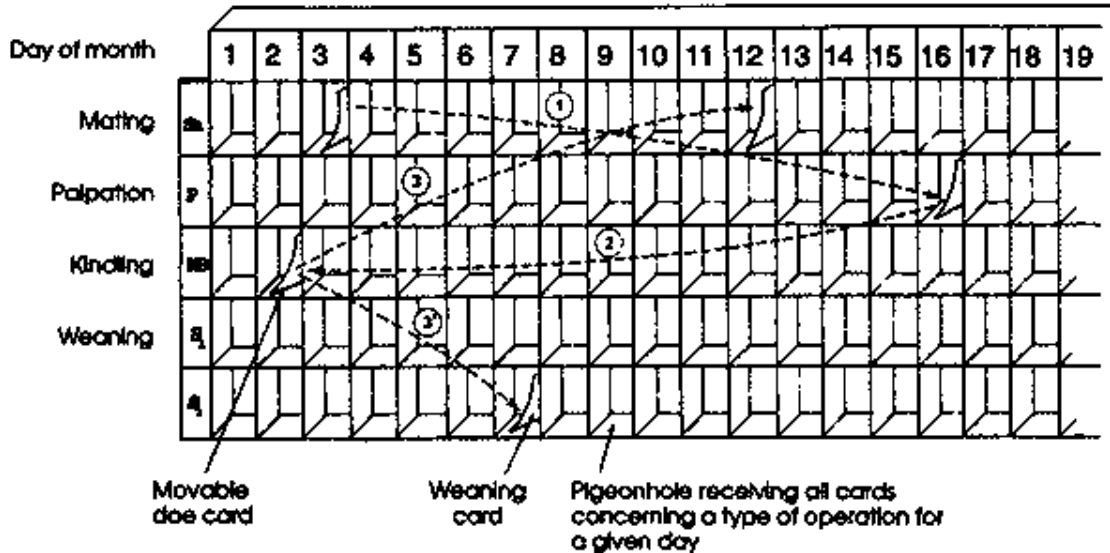 Day of month 1 2 3 4 5 6 7 8 9 10 11 12 13 14 15 16 17 18 19
Mating 1
Palpation P 3
Kindling 2
Weaning 3'
Movable
doe card
Weaning
card
Pigeonhole receiving all cards
concerning a type of operation for
a given day